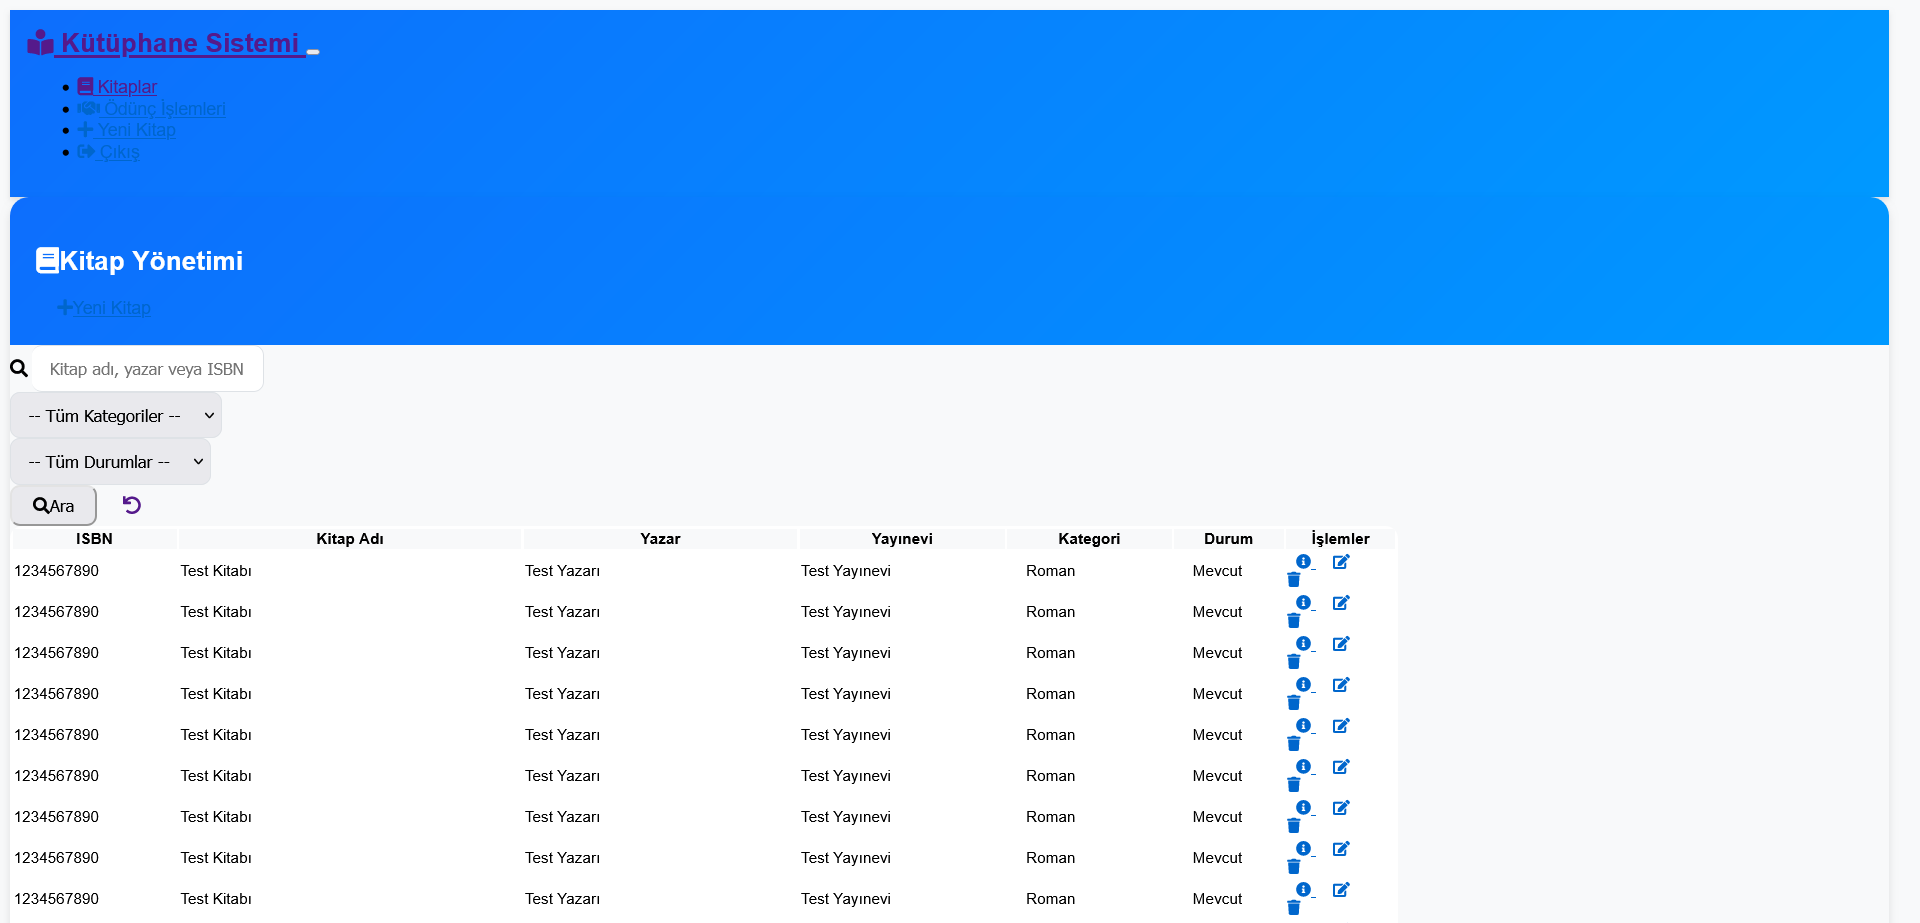 Kütüphane Sistemi
Kitaplar
Ödünç İşlemleri
Yeni Kitap
Çıkış
Kitap Yönetimi
Yeni Kitap
Kitap adı, yazar veya ISBN
-- Tüm Kategoriler --
-- Tüm Durumlar --
Ara
ISBN Kitap Adı Yazar Yayınevi Kategori Durum İşlemler
1234567890 Test Kitabı Test Yazarı Test Yayınevi Roman Mevcut
1234567890 Test Kitabı Test Yazarı Test Yayınevi Roman Mevcut
1234567890 Test Kitabı Test Yazarı Test Yayınevi Roman Mevcut
1234567890 Test Kitabı Test Yazarı Test Yayınevi Roman Mevcut
1234567890 Test Kitabı Test Yazarı Test Yayınevi Roman Mevcut
1234567890 Test Kitabı Test Yazarı Test Yayınevi Roman Mevcut
1234567890 Test Kitabı Test Yazarı Test Yayınevi Roman Mevcut
1234567890 Test Kitabı Test Yazarı Test Yayınevi Roman Mevcut
1234567890 Test Kitabı Test Yazarı Test Yayınevi Roman Mevcut